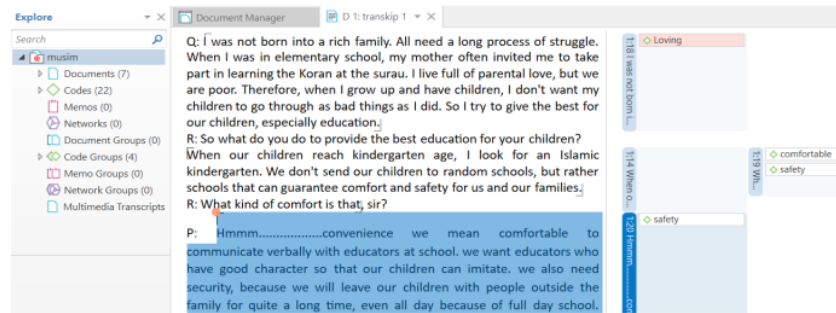 Explore
Document Manager
D 1: transkip 1
Search
musim
Documents (7)
Codes (22)
Memos (0)
Networks (0)
Document Groups (0)
Code Groups (4)
Memo Groups (0)
Network Groups (0)
Multimedia Transcripts
Q: I was not born into a rich family. All need a long process of struggle.
When I was in elementary school, my mother often invited me to take
part in learning the Koran at the surau. I live full of parental love, but we
are poor. Therefore, when I grow up and have children, I don't want my
children to go through as bad things as I did. So I try to give the best for
our children, especially education.
R: So what do you do to provide the best education for your children?
When our children reach kindergarten age, I look for an Islamic
kindergarten. We don't send our children to random schools, but rather
schools that can guarantee comfort and safety for us and our families.
R: What kind of comfort is that, sir?
P: Hmmm...................convenience we mean comfortable to
communicate verbally with educators at school. we want educators who
have good character so that our children can imitate. we also need
security, because we will leave our children with people outside the
family for quite a long time, even all day because of full day school.
1:18 I was not born i...
Loving
1:14 When o...
1:19 Wh...
comfortable
safety
1:20 Hmmm..............con
safety